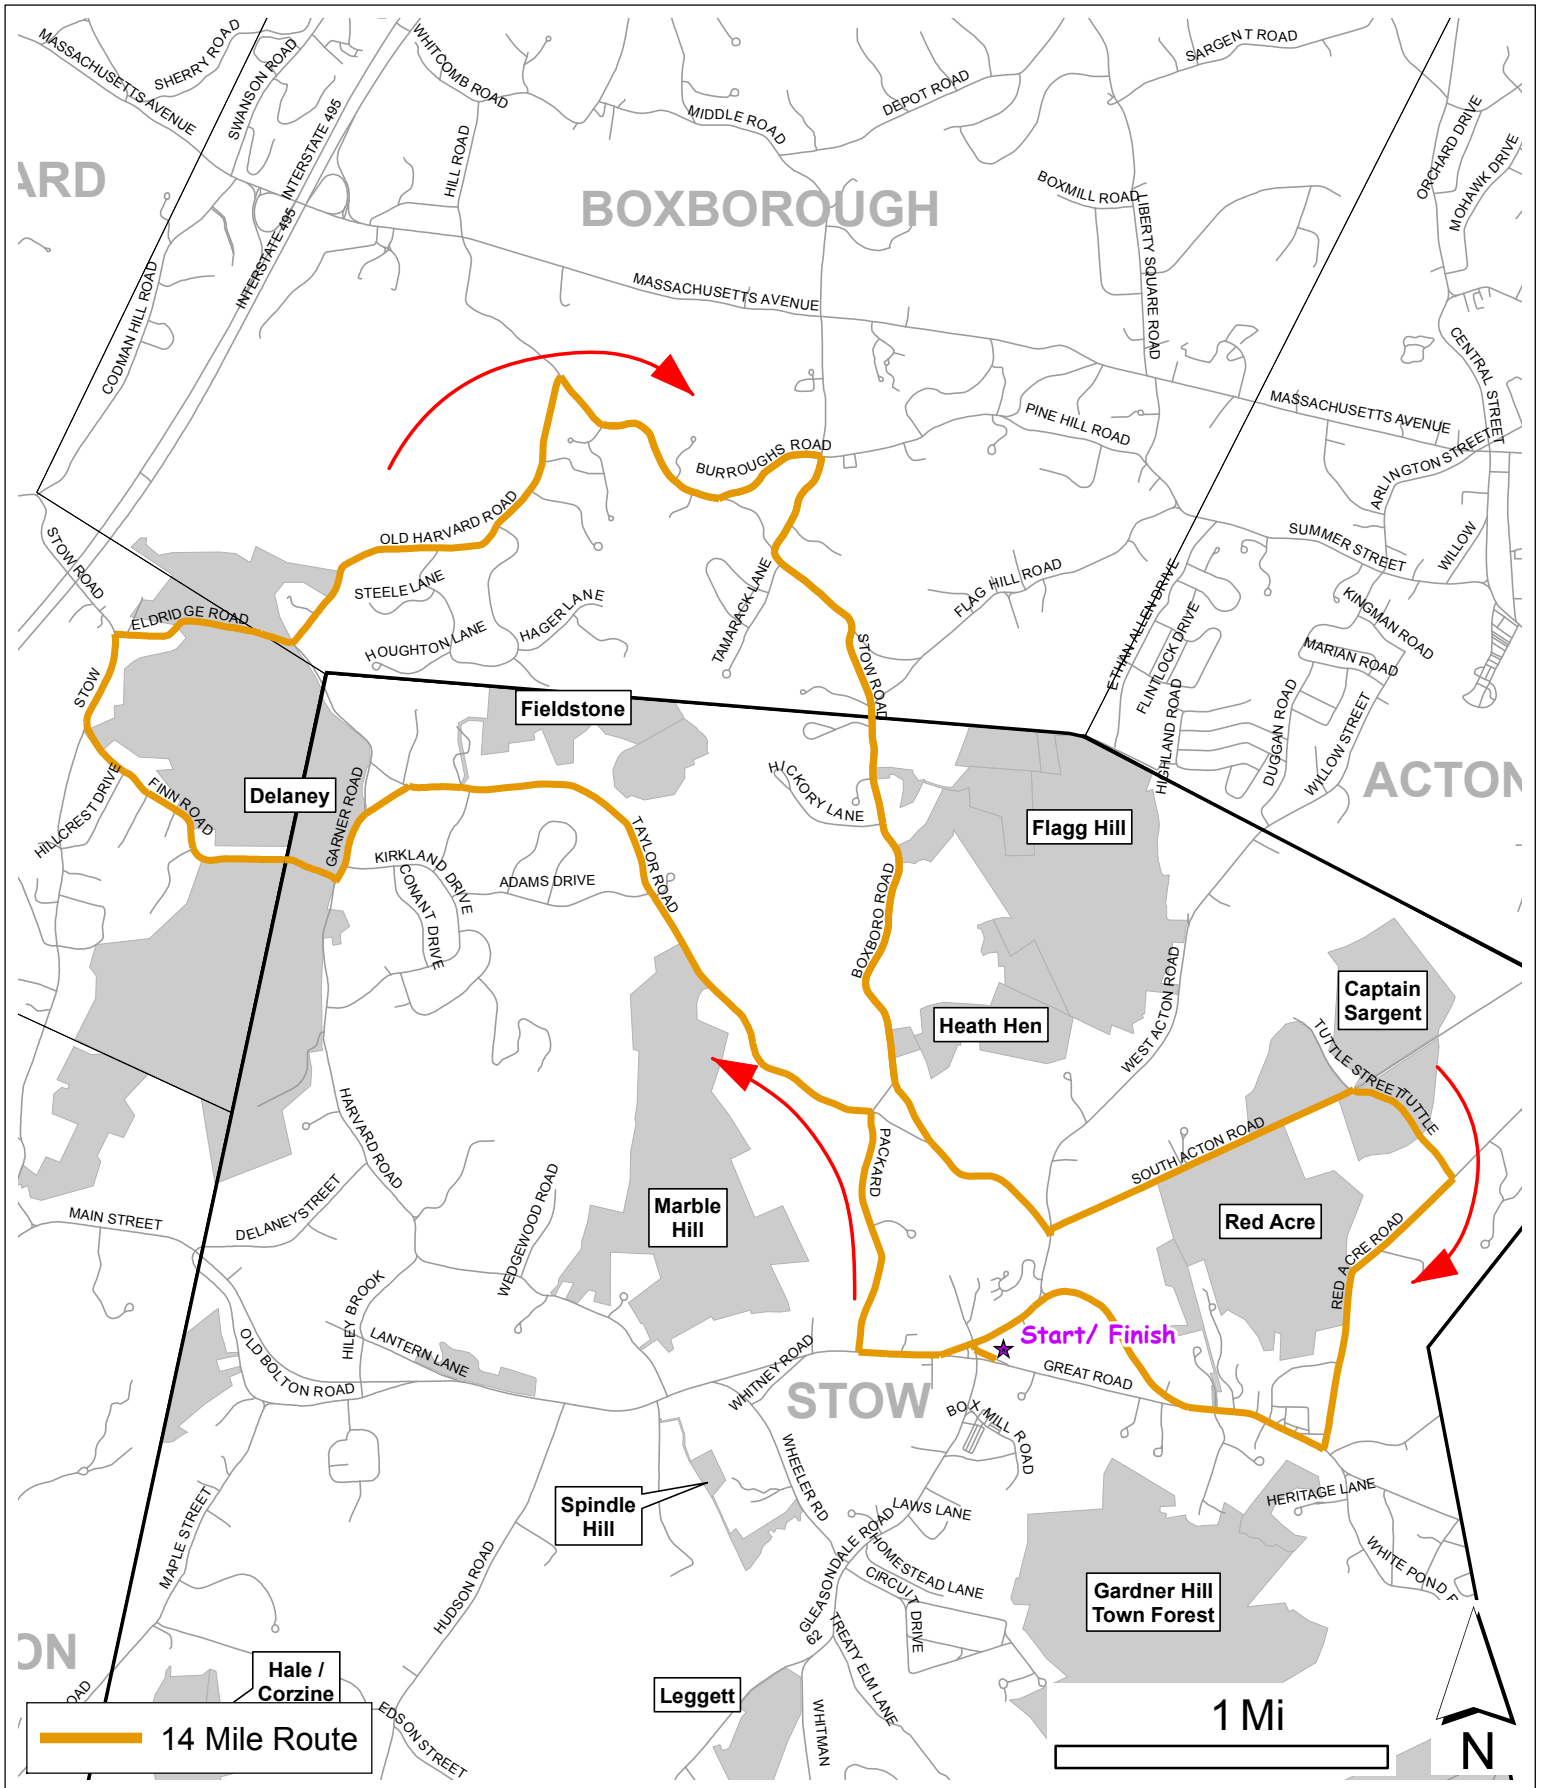 MASSACHUSETTS AVENUE
SHERRY ROAD
SWANSON ROAD
INTERSTATE 495
INTERSTATE 495
WHITCOMB ROAD
HILL ROAD
MIDDLE ROAD
DEPOT ROAD
SARGENT ROAD
ORCHARD DRIVE
MOHAWK DRIVE
ARD
BOXBOROUGH
BOXMILL ROAD
LIBERTY SQUARE ROAD
CODMAN HILL ROAD
MASSACHUSETTS AVENUE
CENTRAL STREET
MASSACHUSETTS AVENUE
PINE HILL ROAD
BURROUGHS ROAD
ARLINGTON STREET
OLD HARVARD ROAD
STOW ROAD
SUMMER STREET
WILLOW
STEELE LANE
TAMARACK LANE
FLAG HILL ROAD
ETHAN ALLEN DRIVE
FLINTLOCK DRIVE
KINGMAN ROAD
ELDRIDGE ROAD
HAGER LANE
HOUGHTON LANE
MARIAN ROAD
STOW ROAD
STOW
HIGHLAND ROAD
DUGGAN ROAD
WILLOW STREET
Fieldstone
ACTON
HICKORY LANE
Delaney
FINN ROAD
HILLCREST DRIVE
GARNER ROAD
Flagg Hill
TAYLOR ROAD
KIRKLAND DRIVE
CONANT DRIVE
ADAMS DRIVE
BOXBORO ROAD
WEST ACTON ROAD
Captain
Sargent
Heath Hen
TUTTLE STREET
TUTTLE
HARVARD ROAD
PACKARD
SOUTH ACTON ROAD
MAIN STREET
DELANEY STREET
WEDGEWOOD ROAD
Marble
Hill
Red Acre
RED ACRE ROAD
HILEY BROOK
LANTERN LANE
OLD BOLTON ROAD
WHITNEY ROAD
Start/ Finish
GREAT ROAD
STOW
BOX MILL ROAD
WHEELER RD
Spindle
Hill
LAWS LANE
HERITAGE LANE
MAPLE STREET
HUDSON ROAD
GLEASONDALE ROAD
62
HOMESTEAD LANE
CIRCUIT DRIVE
WHITE POND R
Gardner Hill
Town Forest
TREATY ELM LANE
ON
Hale /
Corzine
OAD
Leggett
WHITMAN
EDSON STREET
14 Mile Route
1 Mi
N